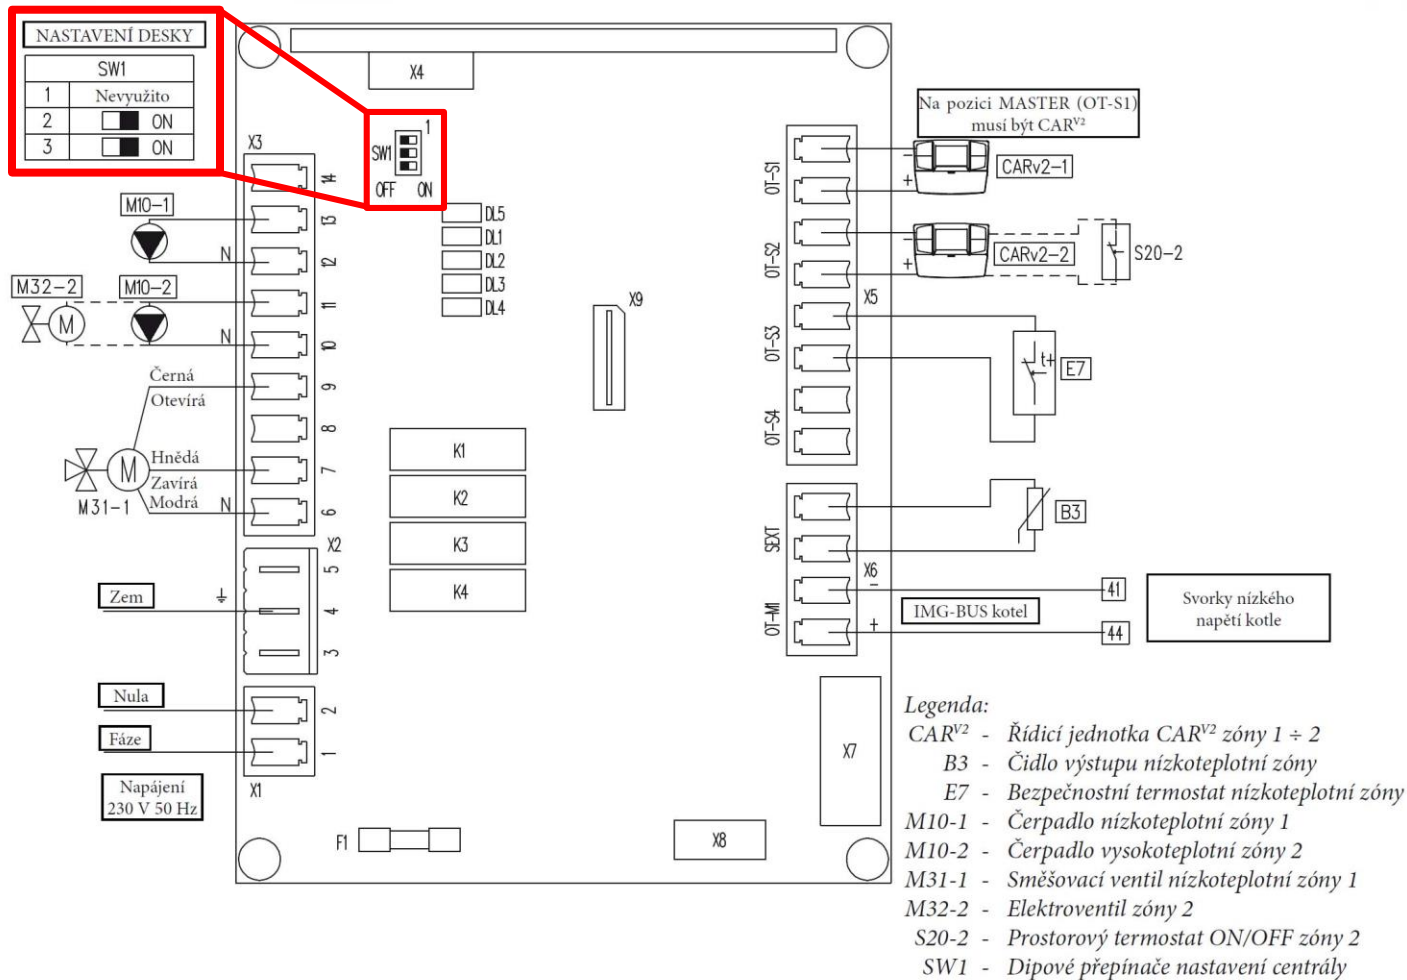 NASTAVENÍ DESKY
SW1
1 Nevyužito
2 ON
3 ON
X4
SW1
1
OFF ON
X3
14
13
12
11
10
9
8
7
6
M10-1
N
M32-2
M10-2
M
N
Černá
Otevírá
M
Hnědá
Zavírá
Modrá
N
M31-1
DL5
DL1
DL2
DL3
DL4
X9
K1
K2
K3
K4
X2
5
4
3
Zem
Nula
Fáze
2
1
X1
Napájení
230 V 50 Hz
F1
X8
X7
Na pozici MASTER (OT-S1)
musí být CARV2
OT-S1
-
+
CARv2-1
OT-S2
-
+
CARv2-2
S20-2
X5
OT-S3
t+
E7
OT-S4
SEXT
B3
X6
OT-M1
-
+
IMG-BUS kotel
41
44
Svorky nízkého
napětí kotle
Legenda:
CARV2 - Řídicí jednotka CARV2 zóny 1 ÷ 2
B3 - Čidlo výstupu nízkoteplotní zóny
E7 - Bezpečnostní termostat nízkoteplotní zóny
M10-1 - Čerpadlo nízkoteplotní zóny 1
M10-2 - Čerpadlo vysokoteplotní zóny 2
M31-1 - Směšovací ventil nízkoteplotní zóny 1
M32-2 - Elektroventil zóny 2
S20-2 - Prostorový termostat ON/OFF zóny 2
SW1 - Dipové přepínače nastavení centrály